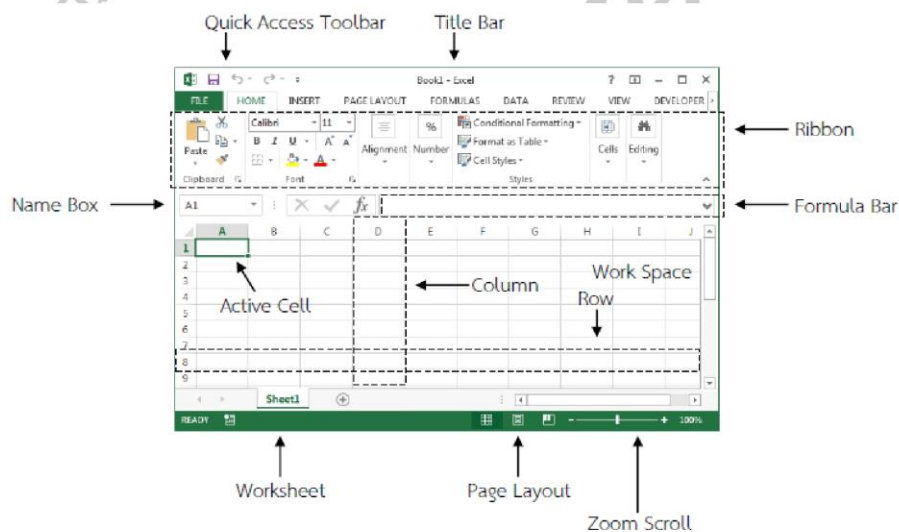 Quick Access Toolbar
Title Bar
Book1 - Excel
?
FILE HOME INSERT PAGE LAYOUT FORMULAS DATA REVIEW VIEW DEVELOPER
Calibri 11
Conditional Formatting
Paste
B I U A A
Alignment Number
Format as Table
Cells Editing
A
Cell Styles
Clipboard Font Styles
Ribbon
Name Box
A1
fx
Formula Bar
A B C D E F G H I J
1
2
3
4
5
6
7
8
9
Work Space
Column
Row
Active Cell
Sheet1
READY
100%
Worksheet
Page Layout
Zoom Scroll